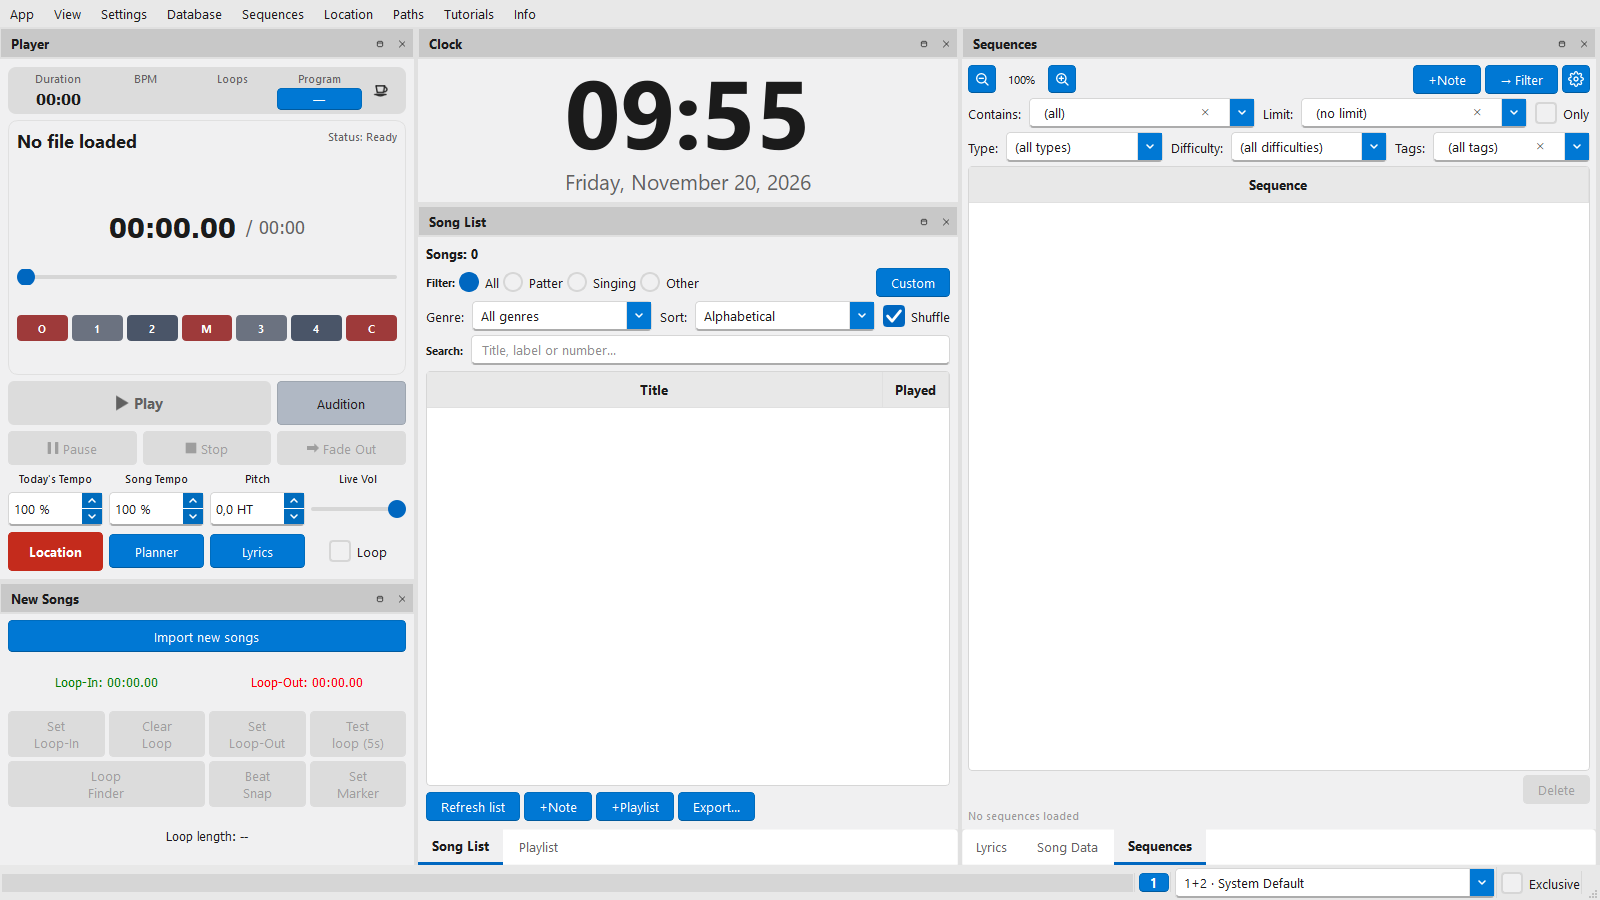 App View Settings Database Sequences Location Paths Tutorials Info
Player
Duration BPM Loops Program
00:00 —
No file loaded Status: Ready
00:00.00 / 00:00
O 1 2 M 3 4 C
Play Audition
Pause Stop Fade Out
Today's Tempo Song Tempo Pitch Live Vol
100 % 100 % 0,0 HT
Location Planner Lyrics Loop
New Songs
Import new songs
Loop-In: 00:00.00 Loop-Out: 00:00.00
Set Loop-In Clear Loop Set Loop-Out Test loop (5s)
Loop Finder Beat Snap Set Marker
Loop length: --
Clock
09:55
Friday, November 20, 2026
Song List
Songs: 0
Filter: All Patter Singing Other Custom
Genre: All genres Sort: Alphabetical Shuffle
Search: Title, label or number...
Title Played
Refresh list +Note +Playlist Export...
Song List Playlist
Sequences
100% +Note → Filter
Contains: (all) Limit: (no limit) Only
Type: (all types) Difficulty: (all difficulties) Tags: (all tags)
Sequence
Delete
No sequences loaded
Lyrics Song Data Sequences
1 1+2 · System Default Exclusive